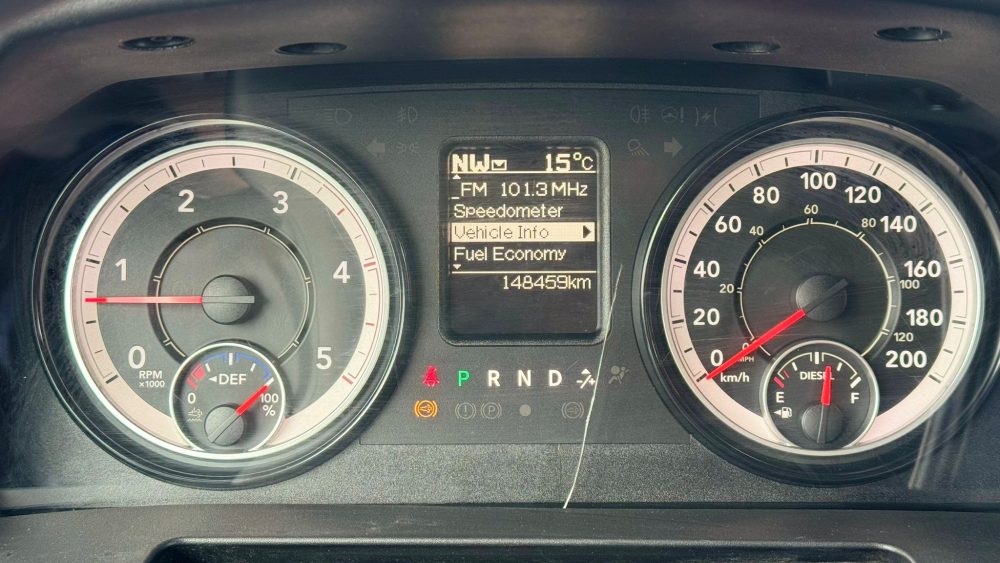 NW 15°C
FM 101.3 MHz
Speedometer
Vehicle Info
Fuel Economy
148459km
0 1 2 3 4 5
RPM
×1000
DEF
0 100
%
P R N D
0 20 40 60 80 100 120 140 160 180 200
km/h
0 20 40 60 80 100 120
MPH
DIESEL
E F